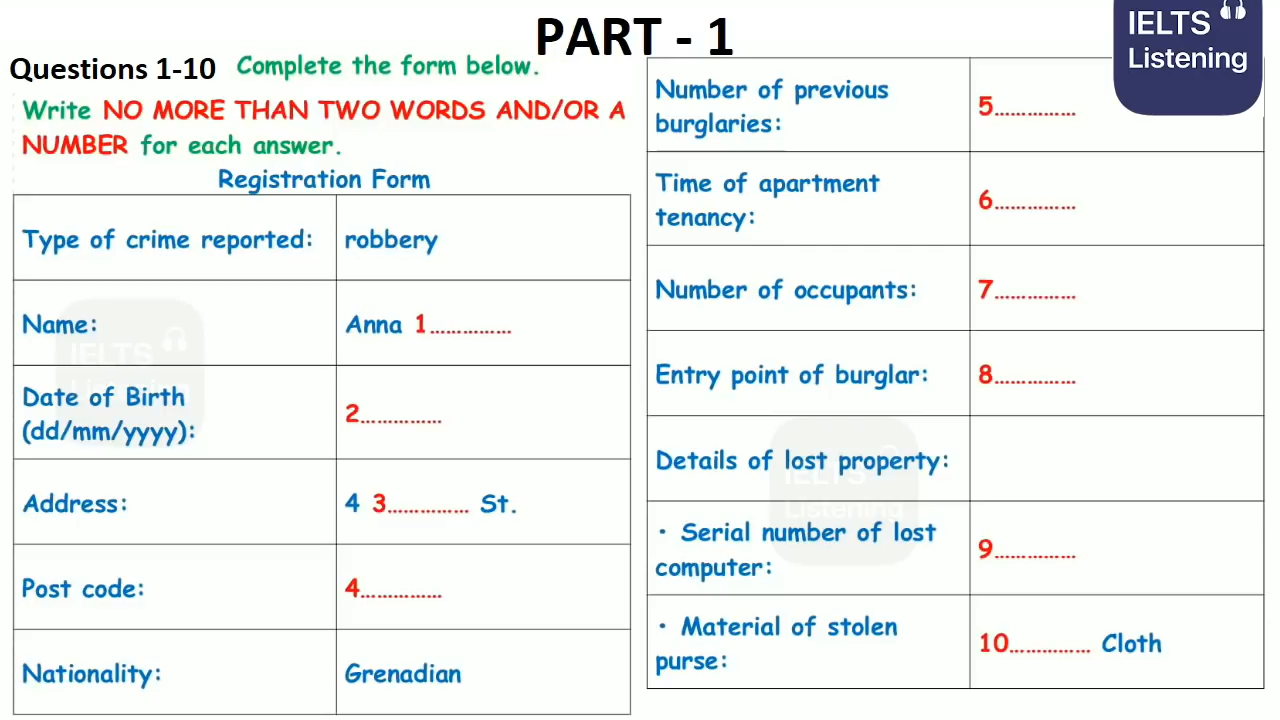 PART - 1
IELTS
Listening
Questions 1-10 Complete the form below.
Write NO MORE THAN TWO WORDS AND/OR A
NUMBER for each answer.
Registration Form
Type of crime reported: robbery
Name: Anna 1...............
Date of Birth
(dd/mm/yyyy): 2...............
Address: 4 3............... St.
Post code: 4...............
Nationality: Grenadian
IELTS
Listening
Number of previous
burglaries: 5...............
Time of apartment
tenancy: 6...............
Number of occupants: 7...............
Entry point of burglar: 8...............
Details of lost property:
• Serial number of lost
computer: 9...............
• Material of stolen
purse: 10............... Cloth
IELTS
Listening